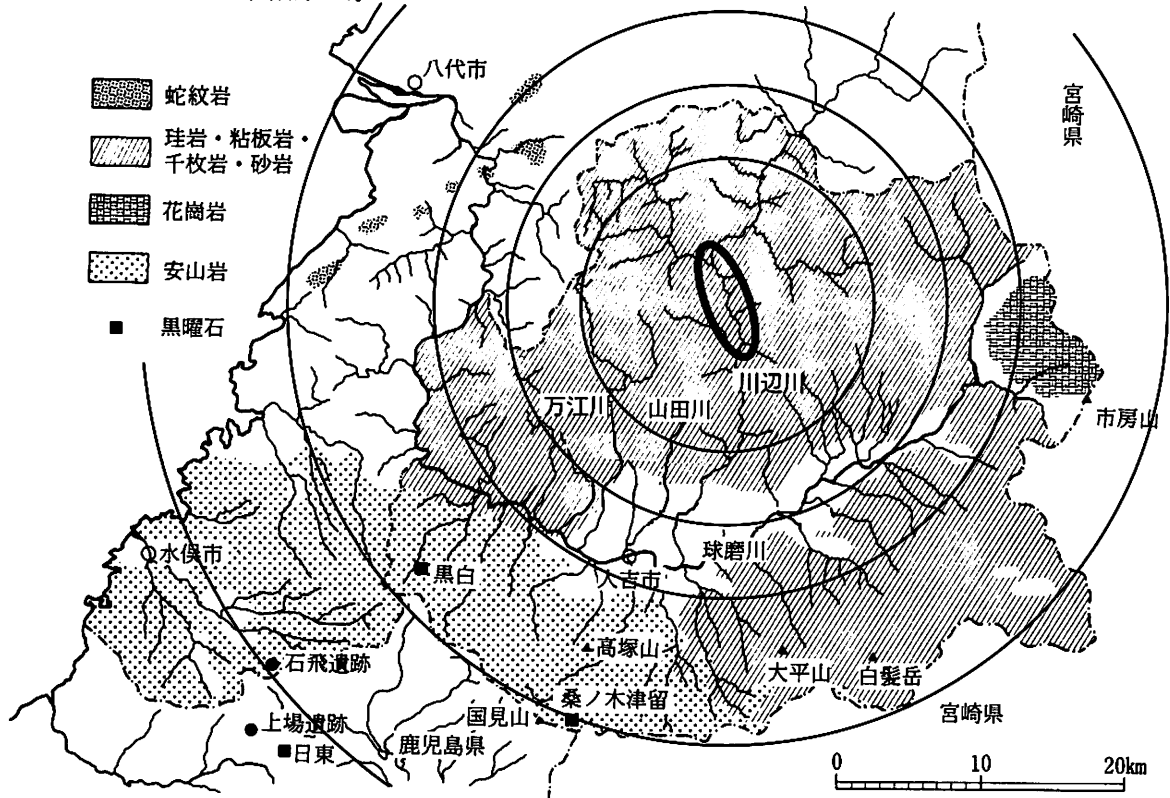 八代市
蛇紋岩
珪岩・粘板岩・
千枚岩・砂岩
花崗岩
安山岩
黒曜石
宮崎県
川辺川
万江川
山田川
市房山
水俣市
黒白
球磨川
人吉市
石飛遺跡
高塚山
大平山
白髪岳
桑ノ木津留
国見山
上場遺跡
日東
鹿児島県
宮崎県
0 10 20km